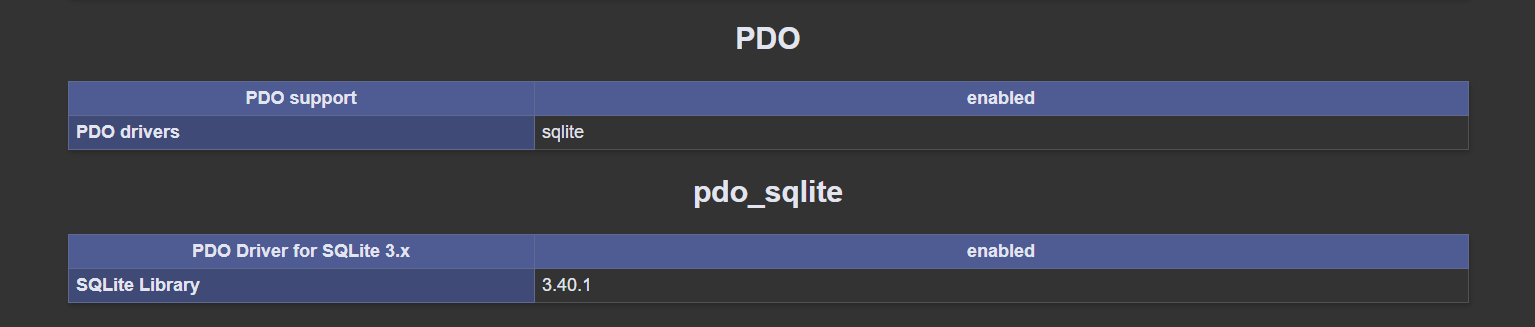 PDO
PDO support enabled
PDO drivers sqlite
pdo_sqlite
PDO Driver for SQLite 3.x enabled
SQLite Library 3.40.1